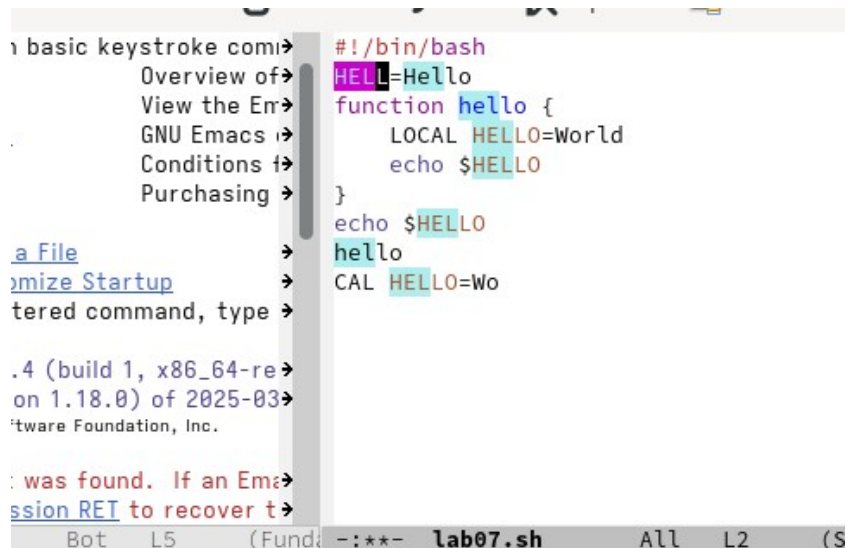 basic keystroke com
Overview of
View the Em
GNU Emacs
Conditions
Purchasing
a File
omize Startup
tered command, type
.4 (build 1, x86_64-re
on 1.18.0) of 2025-03
tware Foundation, Inc.
was found. If an Ema
ssion RET to recover t
Bot L5 (Funda
#!/bin/bash
HELL=Hello
function hello {
LOCAL HELLO=World
echo $HELLO
}
echo $HELLO
hello
CAL HELLO=Wo
-:**- lab07.sh All L2 (S